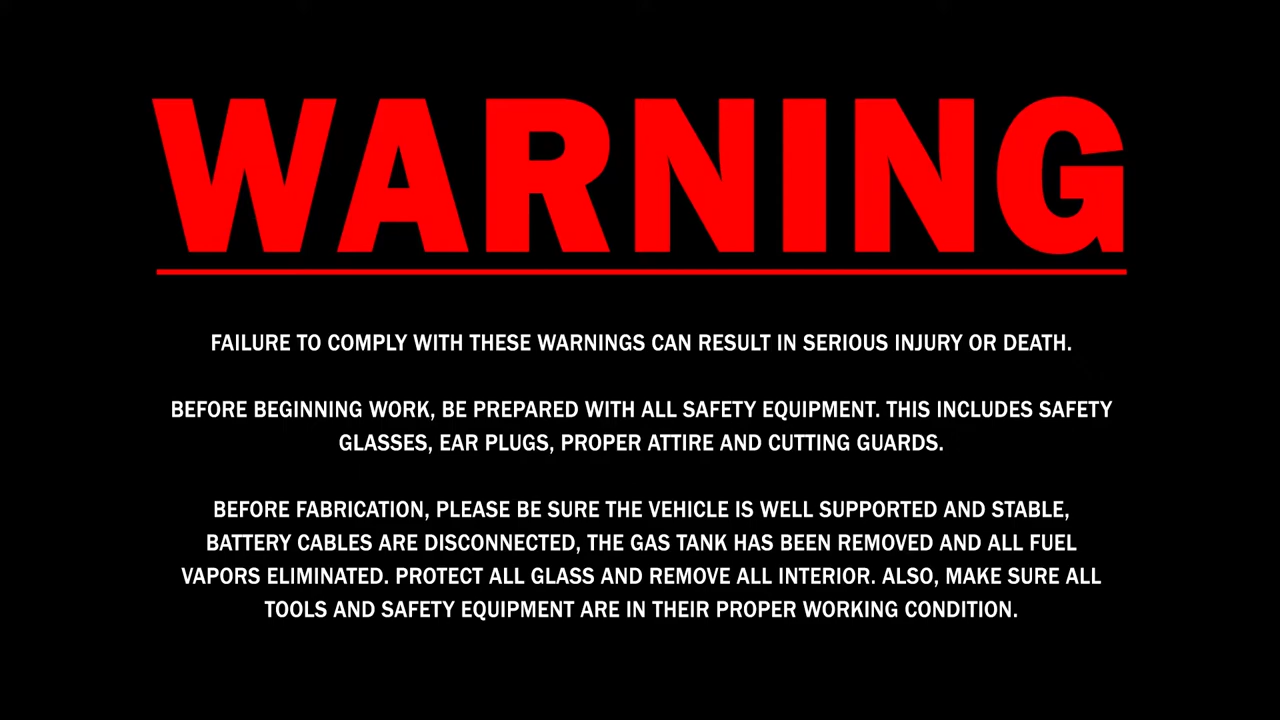 WARNING
FAILURE TO COMPLY WITH THESE WARNINGS CAN RESULT IN SERIOUS INJURY OR DEATH.
BEFORE BEGINNING WORK, BE PREPARED WITH ALL SAFETY EQUIPMENT. THIS INCLUDES SAFETY
GLASSES, EAR PLUGS, PROPER ATTIRE AND CUTTING GUARDS.
BEFORE FABRICATION, PLEASE BE SURE THE VEHICLE IS WELL SUPPORTED AND STABLE,
BATTERY CABLES ARE DISCONNECTED, THE GAS TANK HAS BEEN REMOVED AND ALL FUEL
VAPORS ELIMINATED. PROTECT ALL GLASS AND REMOVE ALL INTERIOR. ALSO, MAKE SURE ALL
TOOLS AND SAFETY EQUIPMENT ARE IN THEIR PROPER WORKING CONDITION.